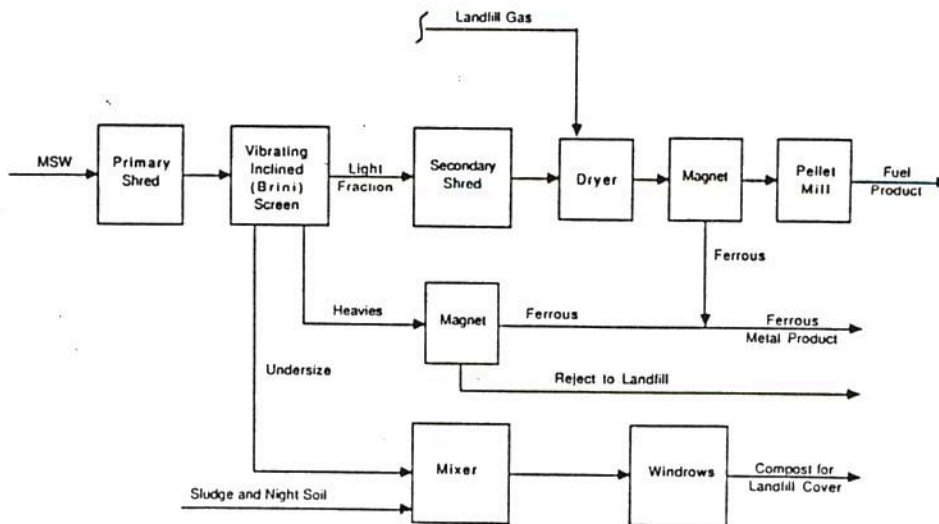 Landfill Gas
MSW
Primary
Shred
Vibrating
Inclined
(Brini)
Screen
Light
Fraction
Secondary
Shred
Dryer
Magnet
Pellet
Mill
Fuel
Product
Ferrous
Heavies
Magnet
Ferrous
Ferrous
Metal Product
Undersize
Reject to Landfill
Mixer
Windrows
Compost for
Landfill Cover
Sludge and Night Soil